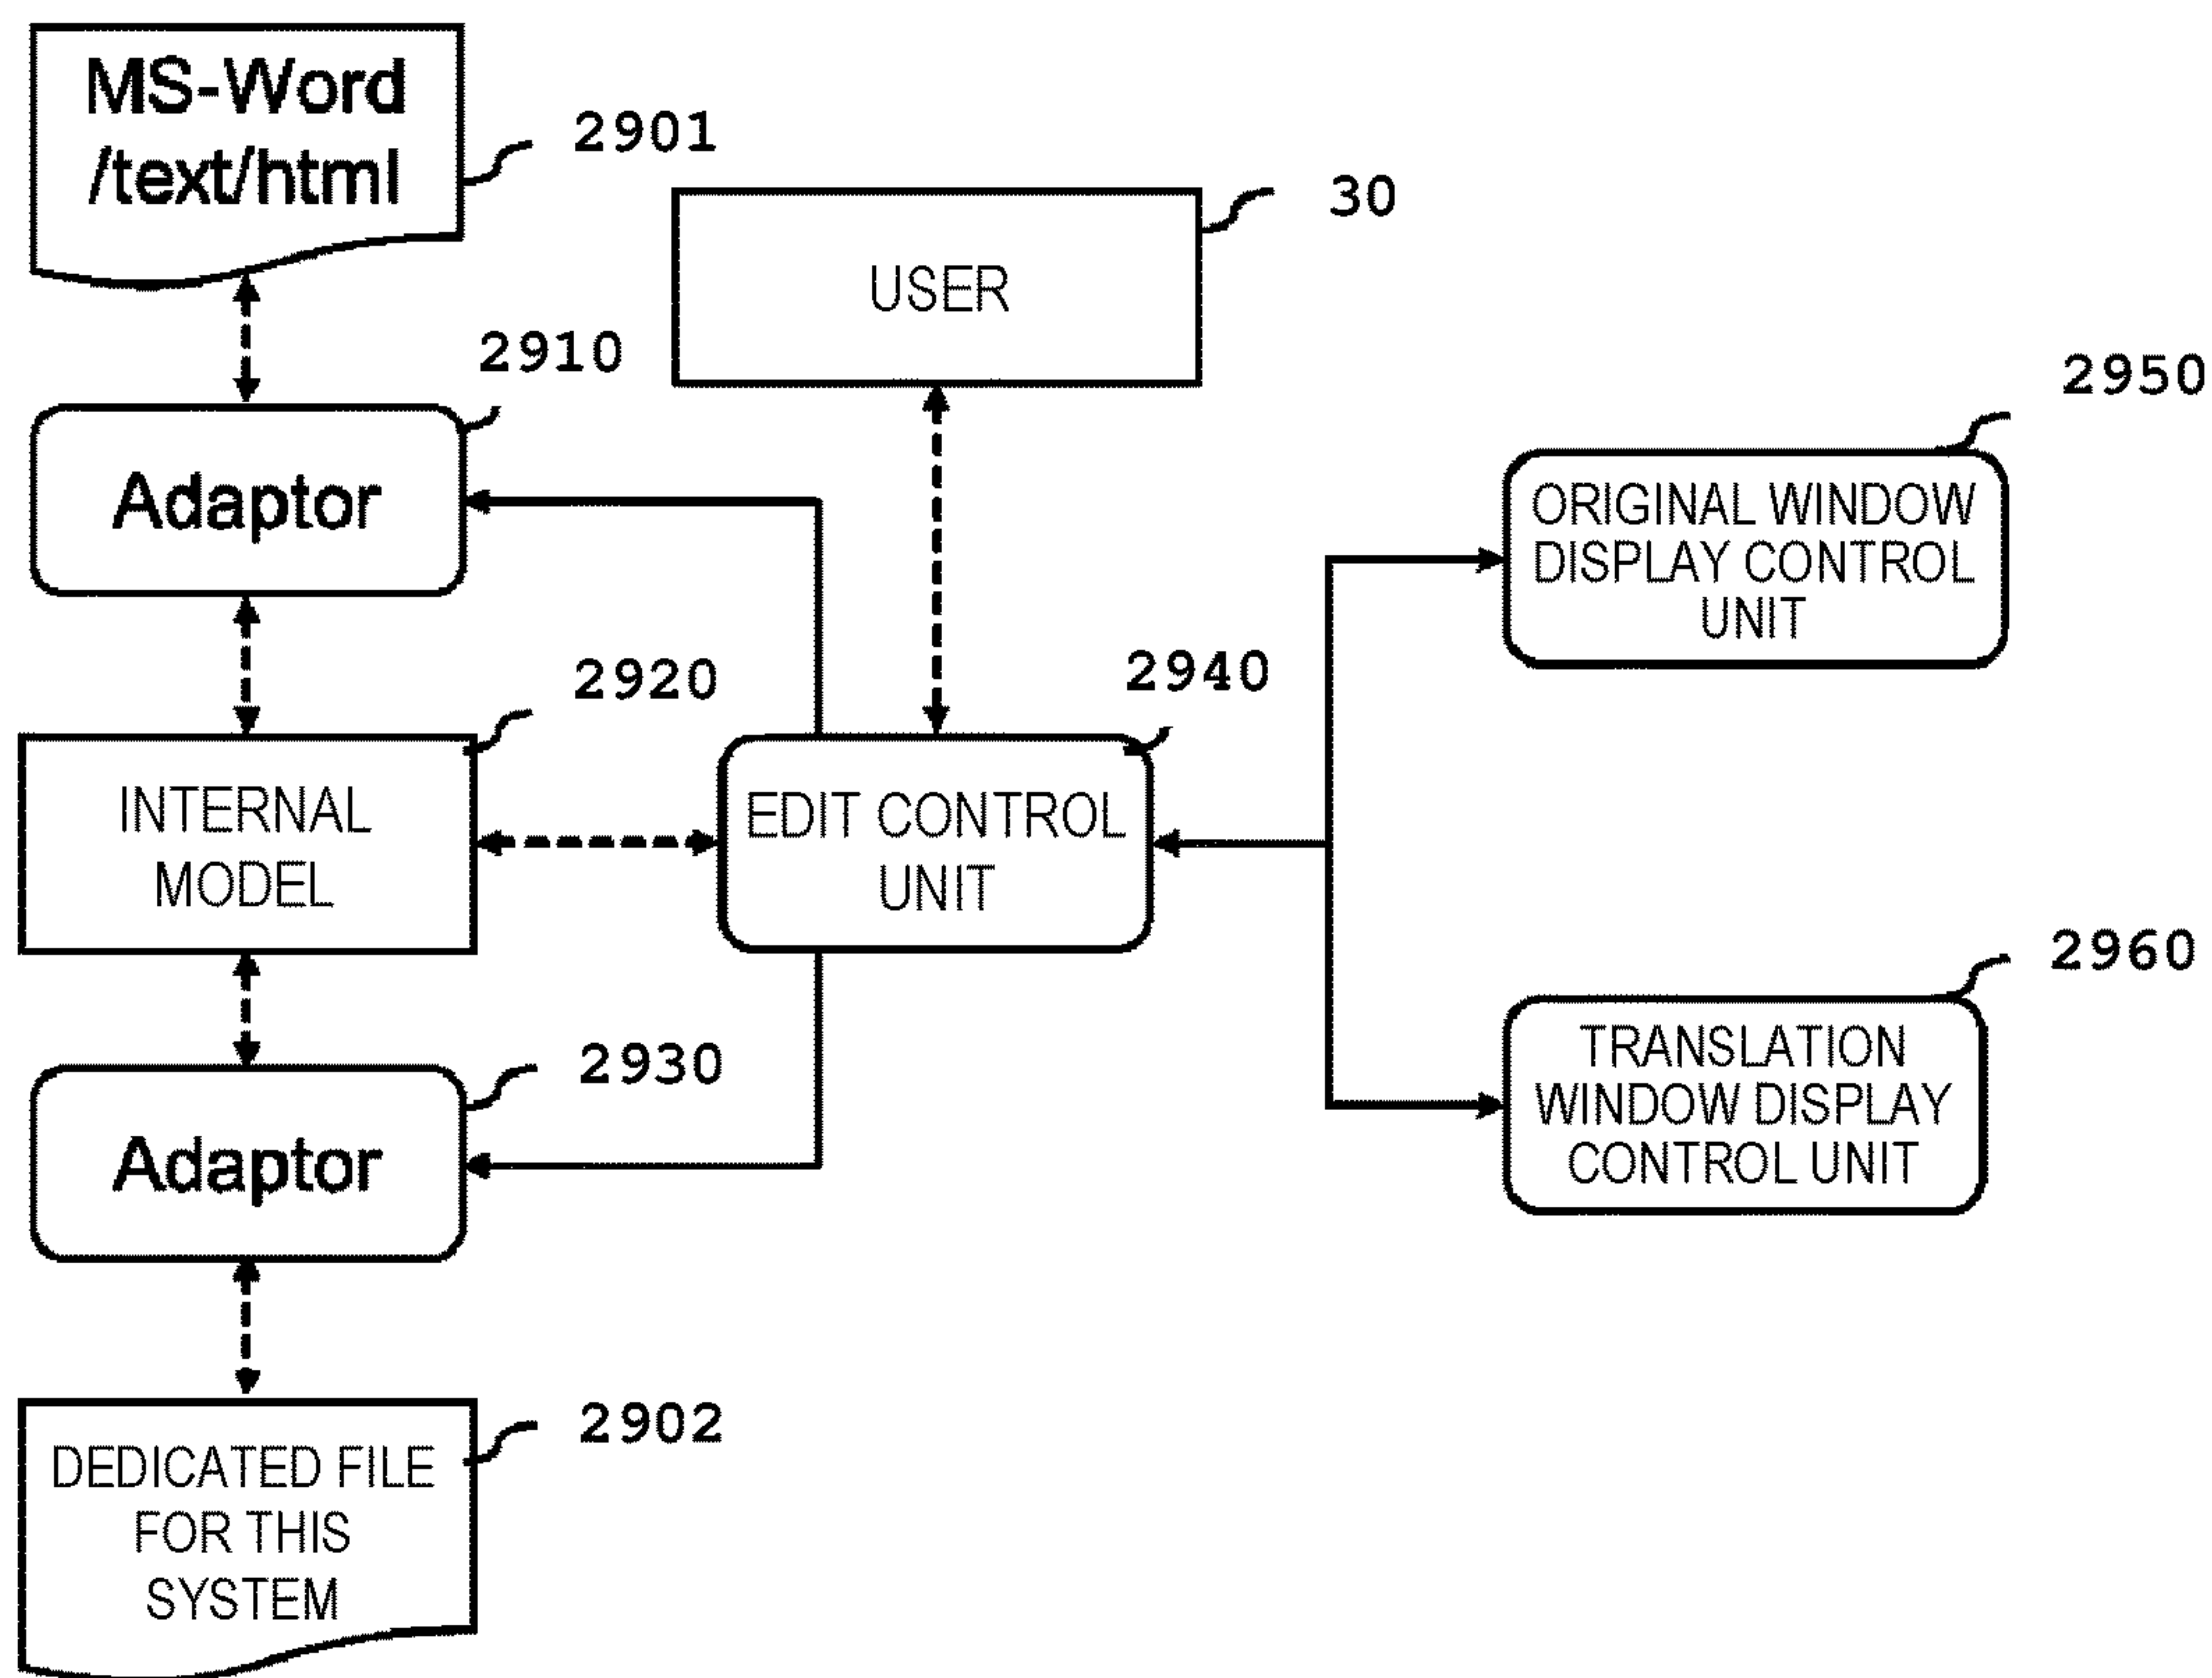 MS-Word
/text/html
2901
30
USER
2910
2950
Adaptor
ORIGINAL WINDOW
DISPLAY CONTROL
UNIT
2920
2940
INTERNAL
MODEL
EDIT CONTROL
UNIT
2960
2930
TRANSLATION
WINDOW DISPLAY
CONTROL UNIT
Adaptor
2902
DEDICATED FILE
FOR THIS
SYSTEM